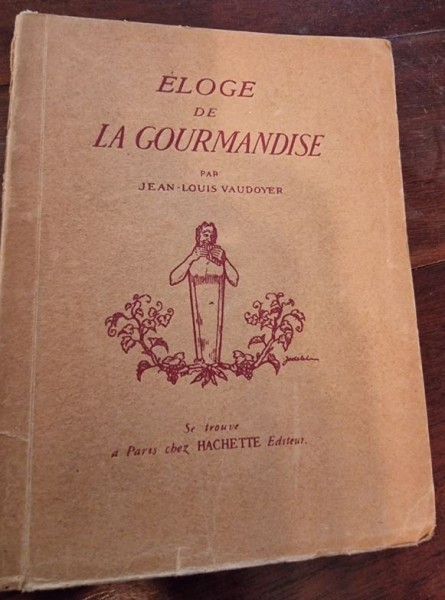 ÉLOGE
DE
LA GOURMANDISE
PAR
JEAN-LOUIS VAUDOYER
Se trouve
a Paris chez HACHETTE Editeur.